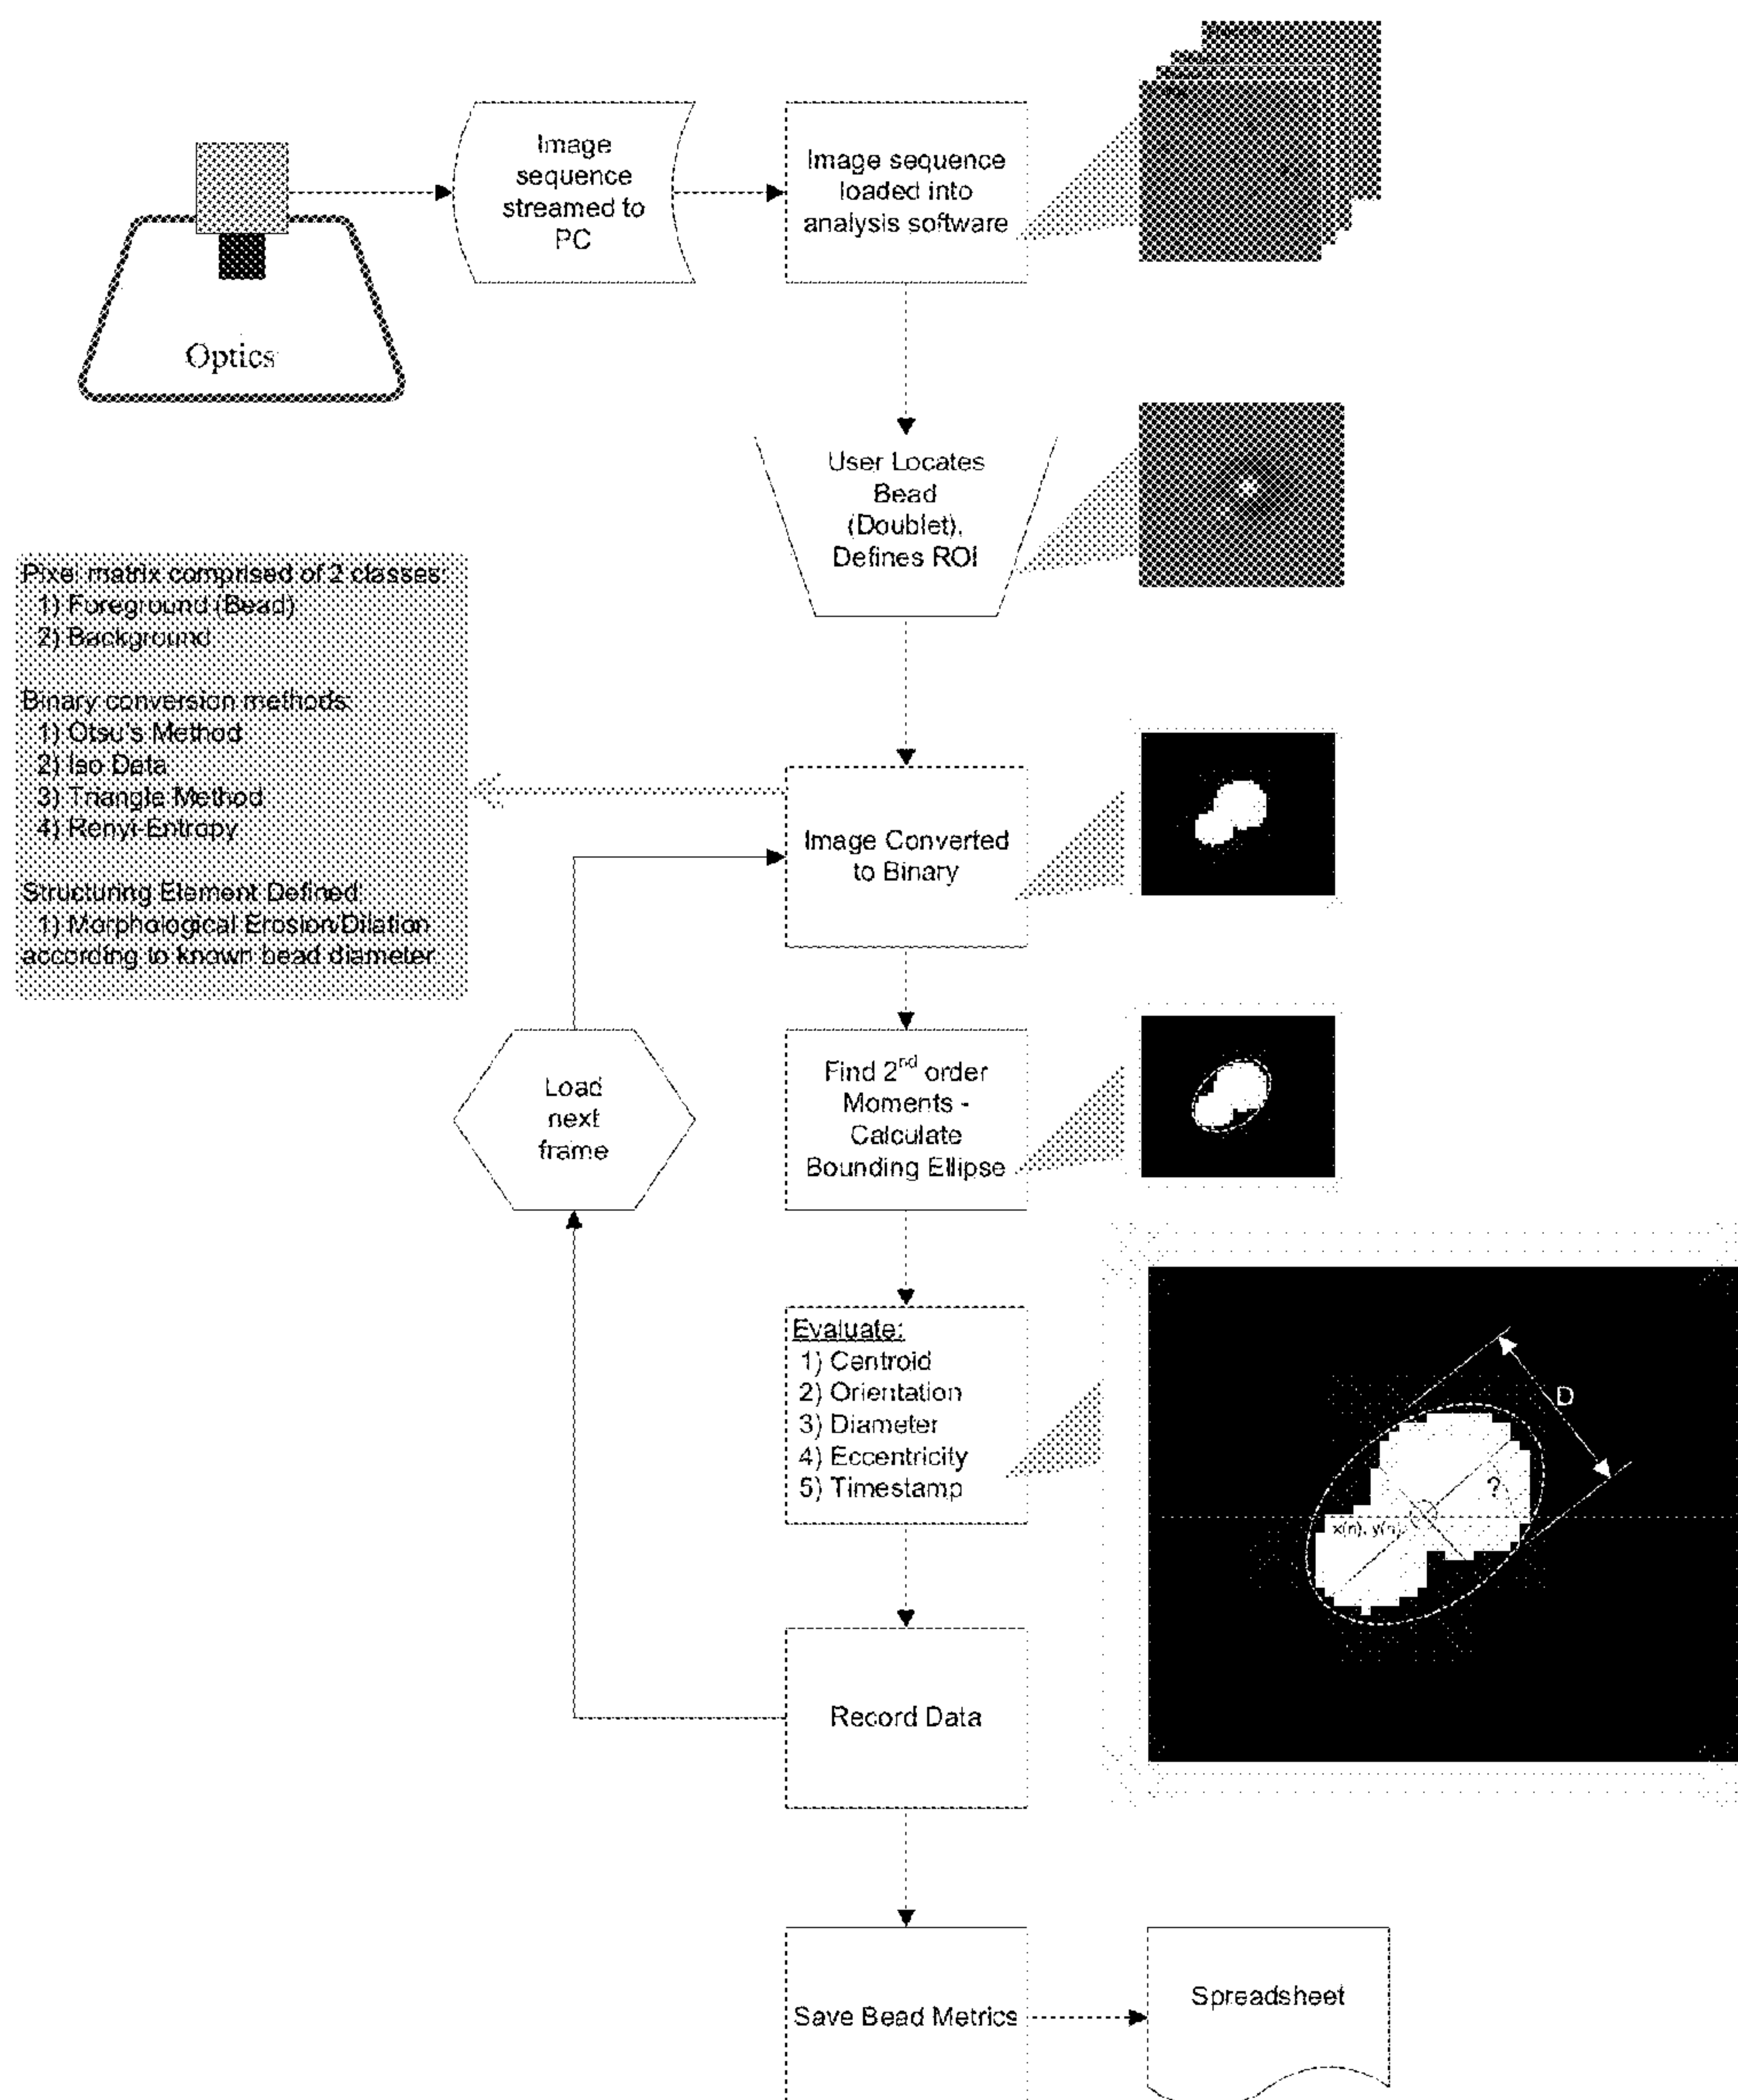 Image
sequence
streamed to
PC
Image sequence
loaded into
analysis software
Optics
User Locates
Bead
(Doublet),
Defines ROI
Pixel matrix comprised of 2 classes:
1) Foreground (Bead)
2) Background
Binary conversion methods:
1) Otsu's Method
2) Iso Data
3) Triangle Method
4) Renyi-Entropy
Structuring Element Defined
1) Morphological Erosion/Dilation
according to known bead diameter
Image Converted
to Binary
Load
next
frame
Find 2nd order
Moments -
Calculate
Bounding Ellipse
Evaluate:
1) Centroid
2) Orientation
3) Diameter
4) Eccentricity
5) Timestamp
D
?
x(n), y(n)
Record Data
Save Bead Metrics
Spreadsheet